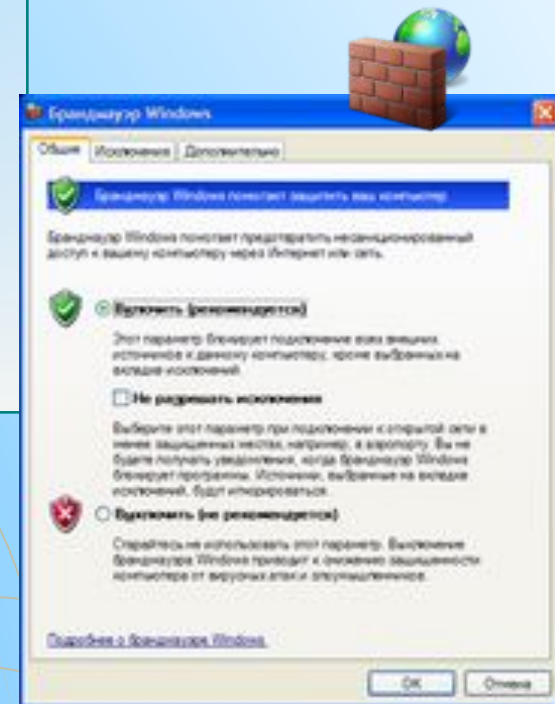 Брандмауэр Windows
Общие Исключения Дополнительно
Брандмауэр Windows помогает защитить ваш компьютер
Брандмауэр Windows помогает предотвратить несанкционированный
доступ к вашему компьютеру через Интернет или сеть.
Включить (рекомендуется)
Этот параметр блокирует подключение всех внешних
источников к данному компьютеру, кроме выбранных на
вкладке исключений.
Не разрешать исключения
Выберите этот параметр при подключении к открытой сети в
менее защищенных местах, например, в аэропорту. Вы не
будете получать уведомления, когда брандмауэр Windows
блокирует программы. Источники, выбранные на вкладке
исключений, будут игнорироваться.
Выключить (не рекомендуется)
Старайтесь не использовать этот параметр. Выключение
брандмауэра Windows приводит к снижению защищенности
компьютера от вирусных атак и злоумышленников.
Подробнее о брандмауэре Windows.
OK Отмена